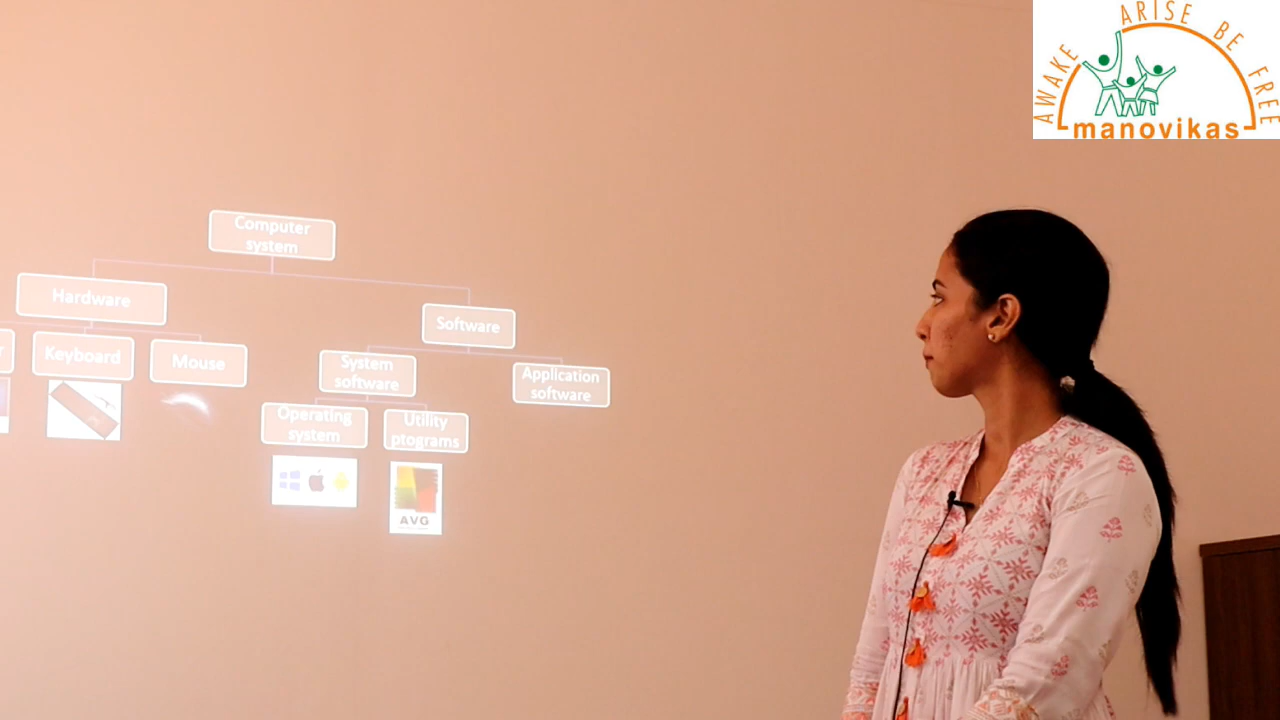 AWAKE ARISE BE FREE
manovikas
Computer
system
Hardware
Software
Keyboard
Mouse
System
software
Application
software
Operating
system
Utility
ptograms
AVG